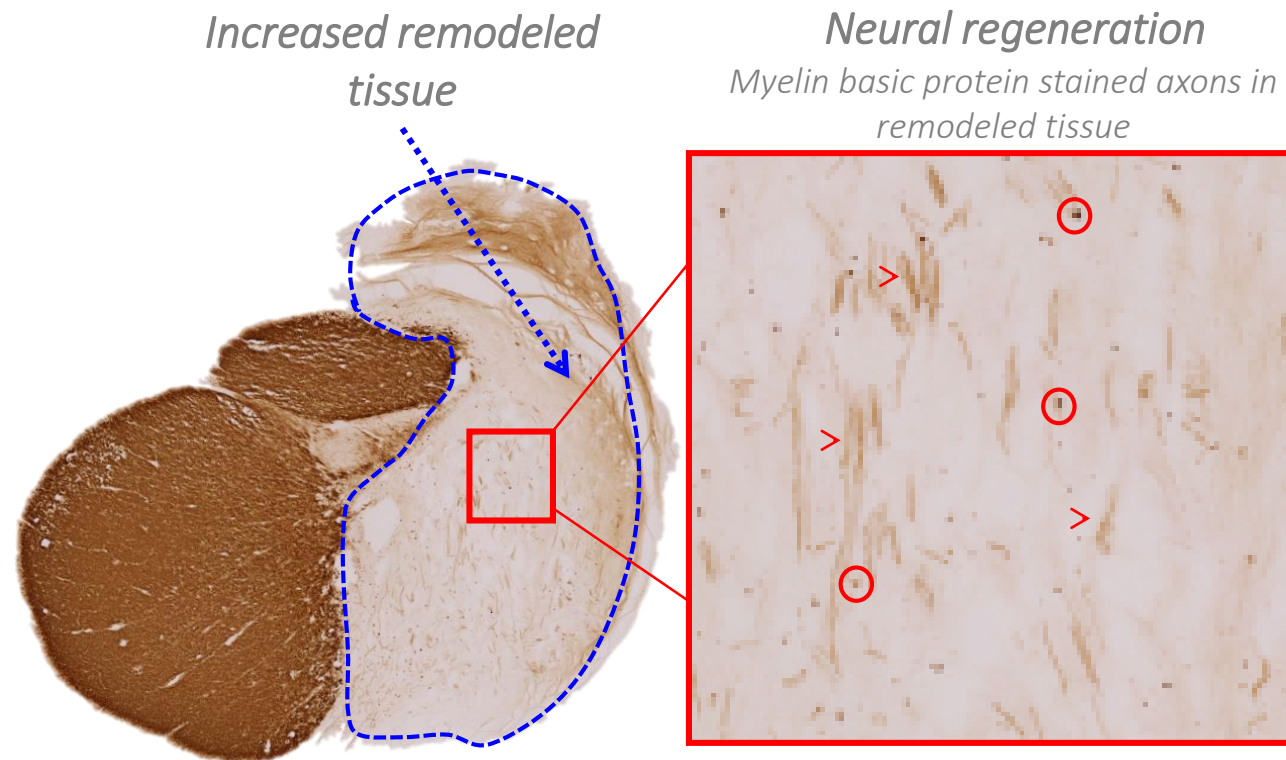 Increased remodeled
tissue
Neural regeneration
Myelin basic protein stained axons in
remodeled tissue